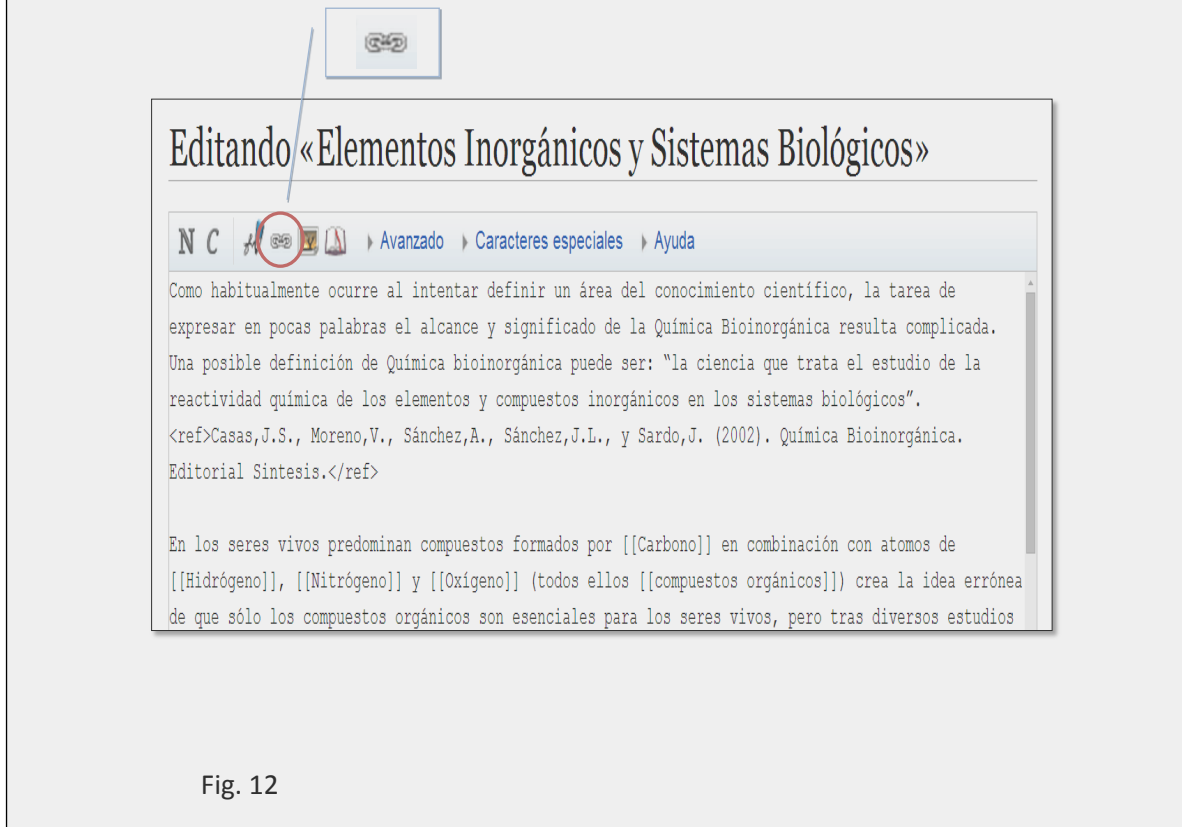 Editando «Elementos Inorgánicos y Sistemas Biológicos»
N C Avanzado Caracteres especiales Ayuda
Como habitualmente ocurre al intentar definir un área del conocimiento científico, la tarea de
expresar en pocas palabras el alcance y significado de la Química Bioinorgánica resulta complicada.
Una posible definición de Química bioinorgánica puede ser: “la ciencia que trata el estudio de la
reactividad química de los elementos y compuestos inorgánicos en los sistemas biológicos”.
<ref>Casas,J.S., Moreno,V., Sánchez,A., Sánchez,J.L., y Sardo,J. (2002). Química Bioinorgánica.
Editorial Sintesis.</ref>
En los seres vivos predominan compuestos formados por [[Carbono]] en combinación con atomos de
[[Hidrógeno]], [[Nitrógeno]] y [[Oxígeno]] (todos ellos [[compuestos orgánicos]]) crea la idea errónea
de que sólo los compuestos orgánicos son esenciales para los seres vivos, pero tras diversos estudios
Fig. 12